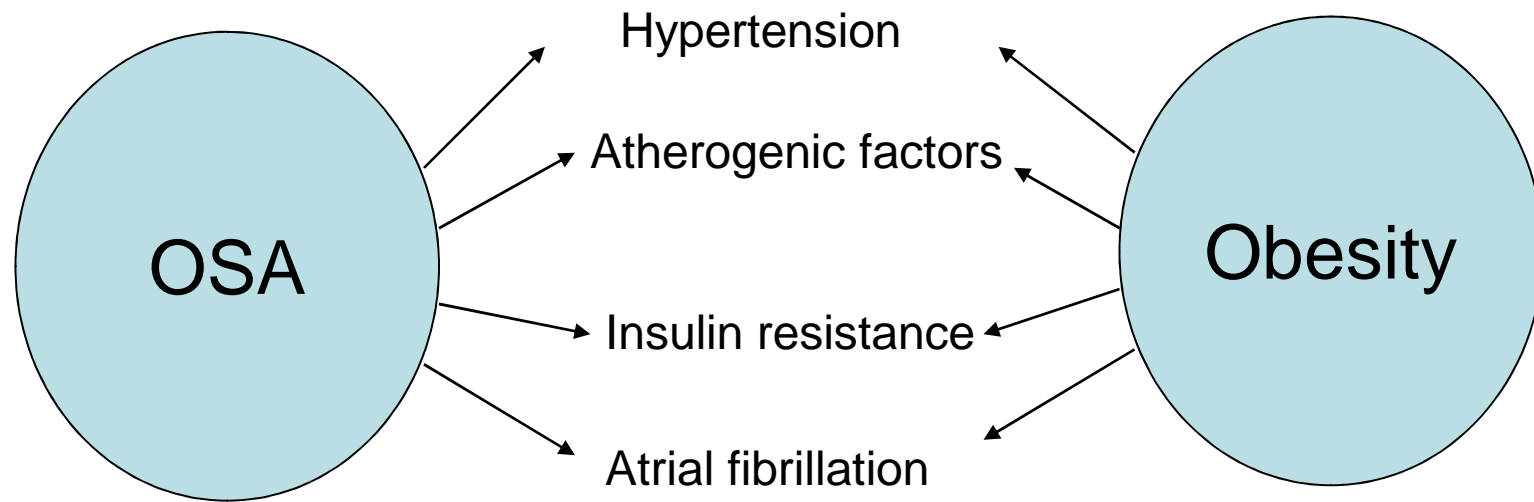 Hypertension
Atherogenic factors
OSA
Obesity
Insulin resistance
Atrial fibrillation